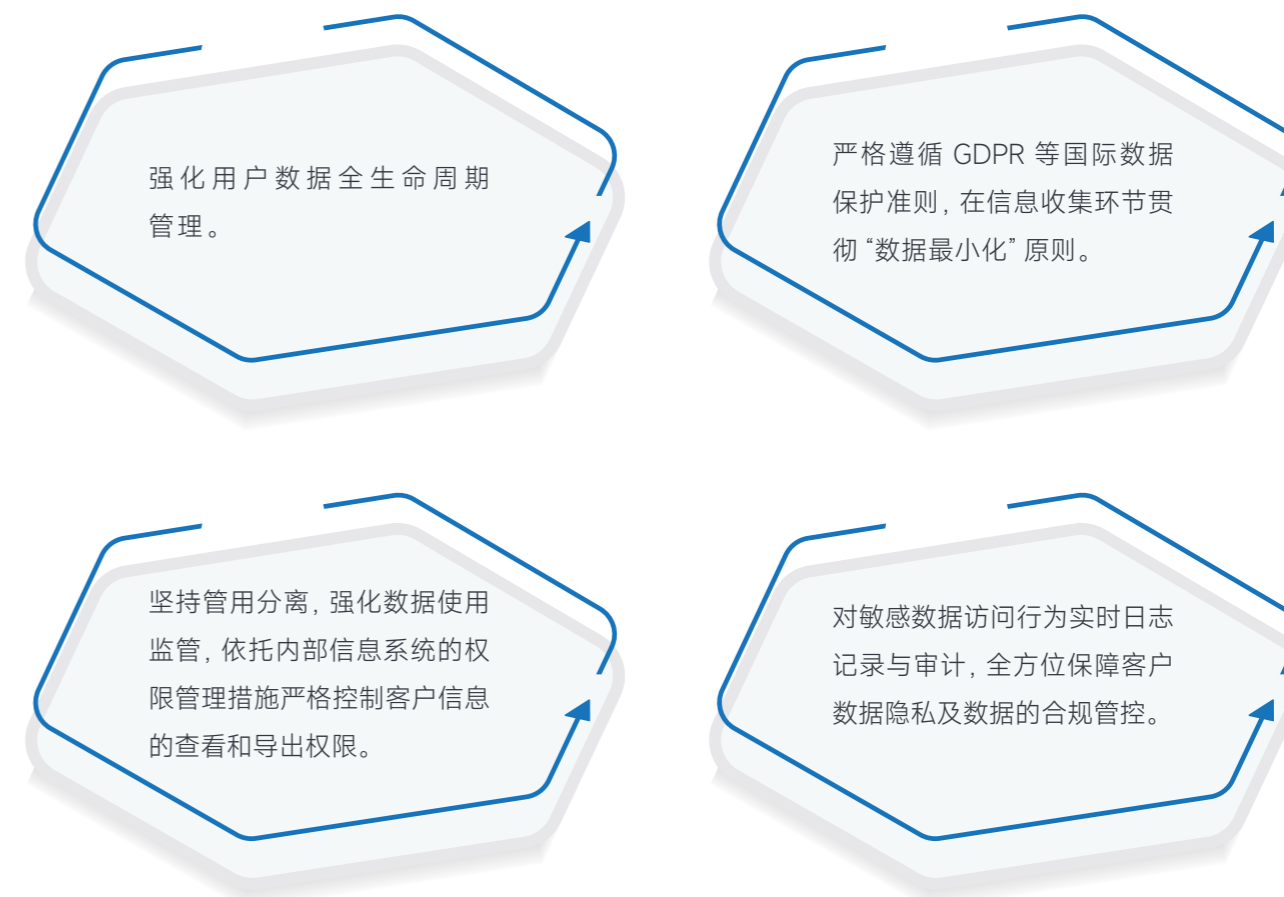 强化用户数据全生命周期
管理。
严格遵循 GDPR 等国际数据
保护准则，在信息收集环节贯
彻 “数据最小化” 原则。
坚持管用分离，强化数据使用
监管，依托内部信息系统的权
限管理措施严格控制客户信息
的查看和导出权限。
对敏感数据访问行为实时日志
记录与审计，全方位保障客户
数据隐私及数据的合规管控。